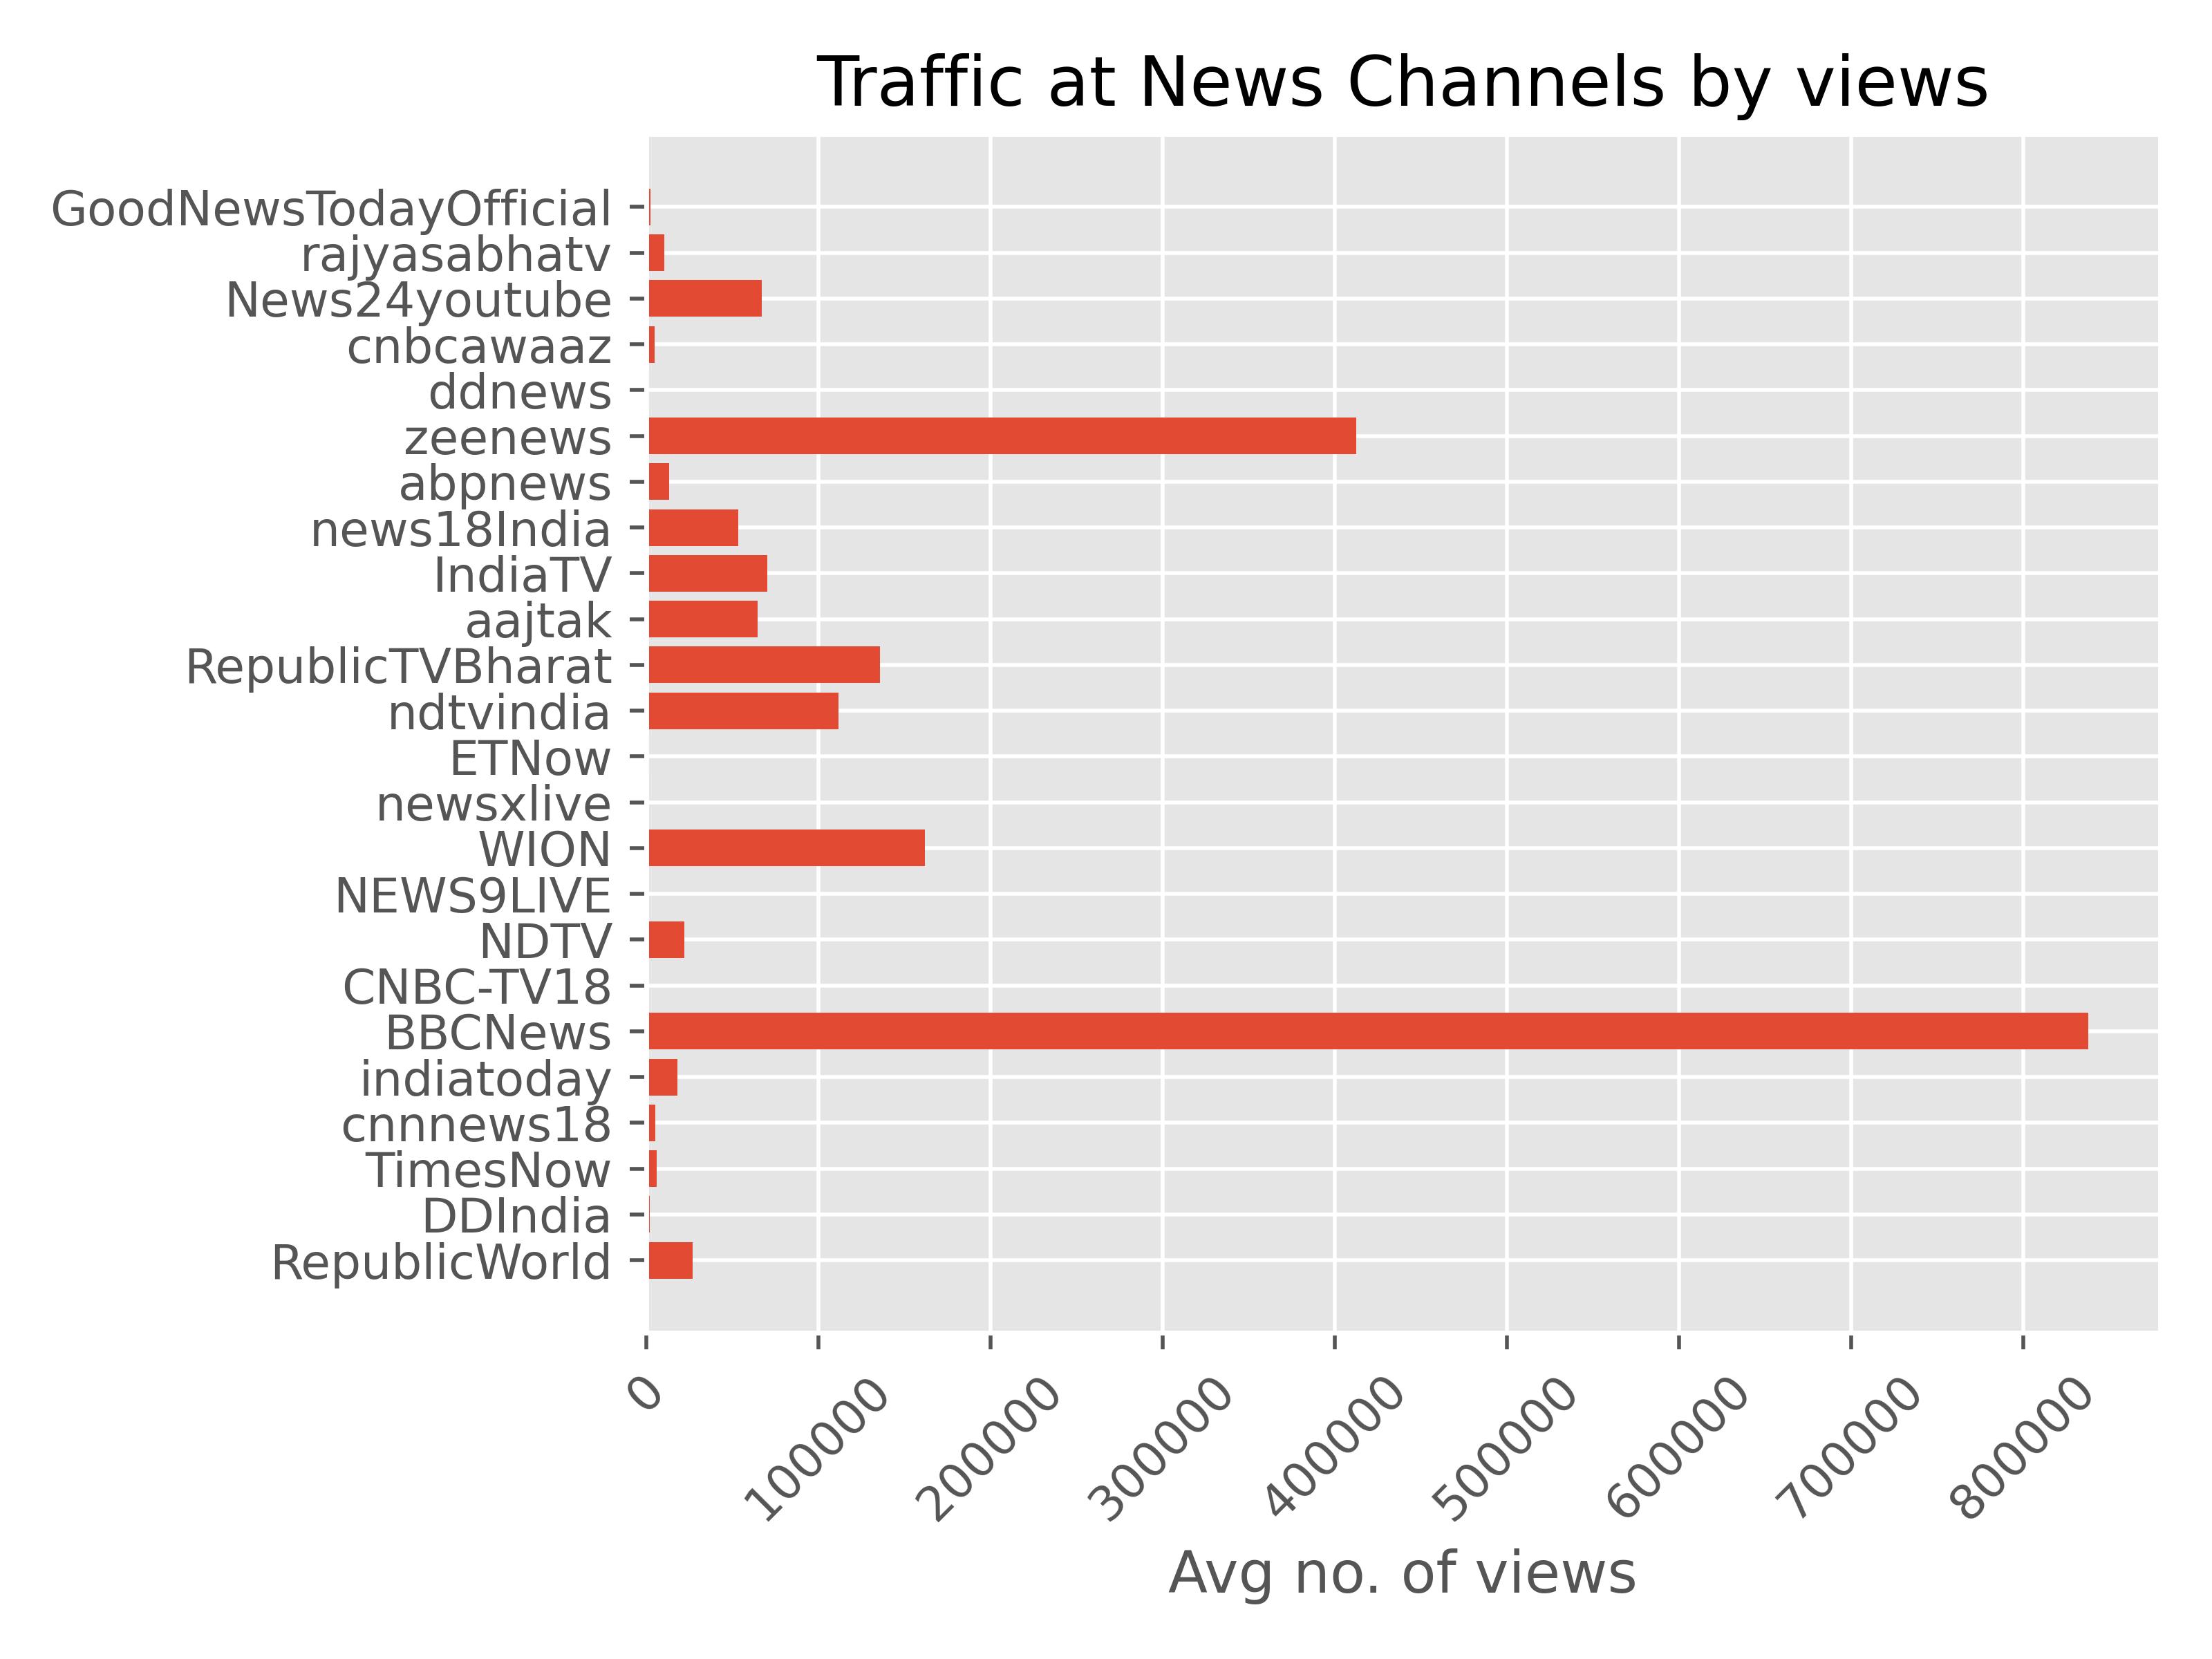 Traffic at News Channels by views
GoodNewsTodayOfficial
rajyasabhatv
News24youtube
cnbcawaaz
ddnews
zeenews
abpnews
news18India
IndiaTV
aajtak
RepublicTVBharat
ndtvindia
ETNow
newsxlive
WION
NEWS9LIVE
NDTV
CNBC-TV18
BBCNews
indiatoday
cnnnews18
TimesNow
DDIndia
RepublicWorld
0 100000 200000 300000 400000 500000 600000 700000 800000
Avg no. of views